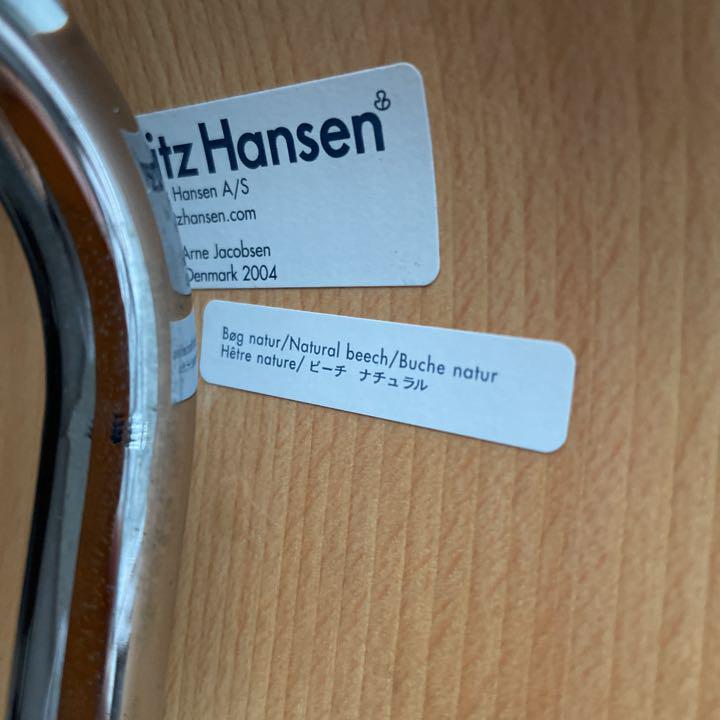 itz Hansen
Hansen A/S
tzhansen.com
Arne Jacobsen
Denmark 2004
Bøg natur/Natural beech/Buche natur
Hêtre nature/ビーチ ナチュラル